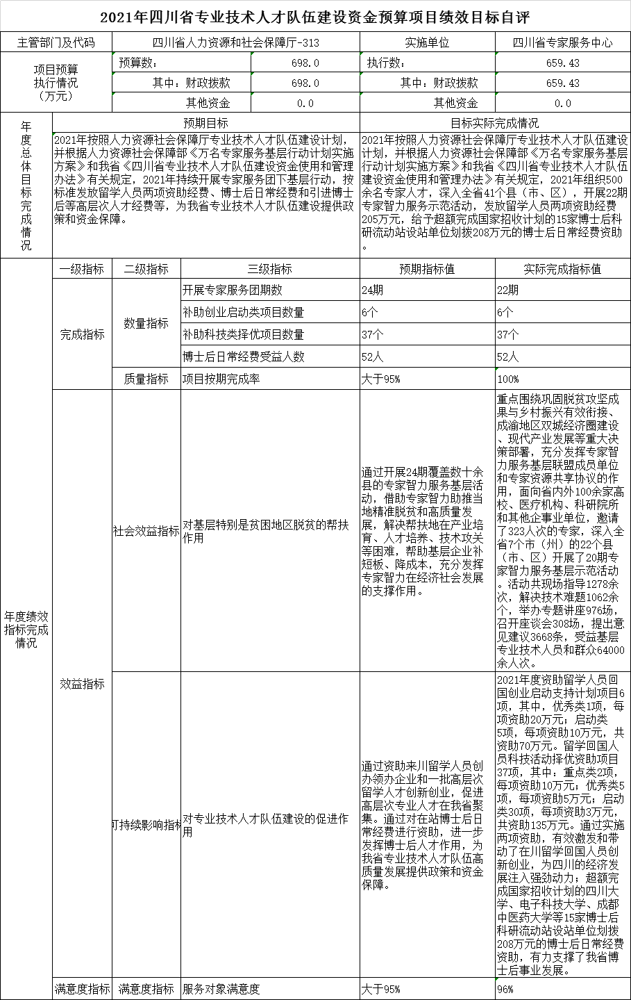 2021年四川省专业技术人才队伍建设资金预算项目绩效目标自评
主管部门及代码
四川省人力资源和社会保障厅-313
实施单位
四川省专家服务中心
项目预算
执行情况
（万元）
预算数：
698.0
执行数：
659.43
其中：财政拨款
698.0
其中：财政拨款
659.43
其他资金
0.0
其他资金
0.0
年
度
总
体
目
标
完
成
情
况
预期目标
目标实际完成情况
2021年按照人力资源社会保障厅专业技术人才队伍建设计划，
并根据人力资源社会保障部《万名专家服务基层行动计划实施
方案》和我省《四川省专业技术人才队伍建设资金使用和管理
办法》有关规定，2021年持续开展专家服务团下基层行动，按
标准发放留学人员两项资助经费、博士后日常经费和引进博士
后等高层次人才经费等，为我省专业技术人才队伍建设提供政
策和资金保障。
2021年按照人力资源社会保障厅专业技术人才队伍建设
计划，并根据人力资源社会保障部《万名专家服务基层
行动计划实施方案》和我省《四川省专业技术人才队伍
建设资金使用和管理办法》有关规定，2021年组织500
余名专家人才，深入全省41个县（市、区），开展22期
专家智力服务示范活动，发放留学人员两项资助经费
205万元，给予超额完成国家招收计划的15家博士后科
研流动站设站单位划拨208万元的博士后日常经费资助
。
年度绩效
指标完成
情况
一级指标
二级指标
三级指标
预期指标值
实际完成指标值
完成指标
数量指标
开展专家服务团期数
24期
22期
补助创业启动类项目数量
6个
6个
补助科技类择优项目数量
37个
37个
博士后日常经费受益人数
52人
52人
质量指标
项目按期完成率
大于95%
100%
效益指标
社会效益指标
对基层特别是贫困地区脱贫的帮扶
作用
通过开展24期覆盖数十余
县的专家智力服务基层活
动，借助专家智力助推当
地精准脱贫和高质量发
展，解决帮扶地在产业培
育、人才培养、技术攻关
等困难，帮助基层企业补
短板、降成本，充分发挥
专家智力在经济社会发展
的支撑作用。
重点围绕巩固脱贫攻坚成
果与乡村振兴有效衔接、
成渝地区双城经济圈建设
、现代产业发展等重大决
策部署，充分发挥专家智
力服务基层联盟成员单位
和专家资源共享协议的作
用，面向省内外100余家高
校、医疗机构、科研院所
和其他企事业单位，邀请
了323人次的专家，深入全
省7个市（州）的22个县
（市、区）开展了20期专
家智力服务基层示范活动
。活动共现场指导1278余
次，解决技术难题1062余
个，举办专题讲座976场，
召开座谈会308场，提出意
见建议3668条，受益基层
专业技术人员和群众64000
余人次。
可持续影响指标
对专业技术人才队伍建设的促进作
用
通过资助来川留学人员创
办领办企业和一批高层次
留学人才创新创业，促进
高层次专业人才在我省聚
集。通过对在站博士后日
常经费进行资助，进一步
发挥博士后人才作用，为
我省专业技术人才队伍高
质量发展提供政策和资金
保障。
2021年度资助留学人员回
国创业启动支持计划项目6
项，其中，优秀类1项，每
项资助20万元；启动类
5项，每项资助10万元，共
资助70万元。留学回国人
员科技活动择优资助项目
37项，其中：重点类2项，
每项资助10万元；优秀类5
项，每项资助5万元；启动
类30项，每项资助3万元，
共资助135万元。通过实施
两项资助，有效激发和带
动了在川留学回国人员创
新创业，为四川的经济发
展注入强劲动力；超额完
成国家招收计划的四川大
学、电子科技大学、成都
中医药大学等15家博士后
科研流动站设站单位划拨
208万元的博士后日常经费
资助，有力支撑了我省博
士后事业发展。
满意度指标
满意度指标
服务对象满意度
大于95%
96%